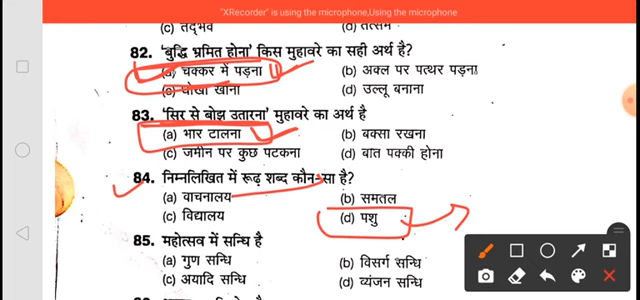 "XRecorder" is using the microphone,Using the microphone
(c) तद्भव (d) तत्सम
82. 'बुद्धि भ्रमित होना' किस मुहावरे का सही अर्थ है?
(a) चक्कर में पड़ना (b) अक्ल पर पत्थर पड़ना
(c) धोखा खाना (d) उल्लू बनाना
83. 'सिर से बोझ उतारना' मुहावरे का अर्थ है
(a) भार टालना (b) बक्सा रखना
(c) जमीन पर कुछ पटकना (d) बात पक्की होना
84. निम्नलिखित में रूढ़ शब्द कौन-सा है?
(a) वाचनालय (b) समतल
(c) विद्यालय (d) पशु
85. महोत्सव में सन्धि है
(a) गुण सन्धि (b) विसर्ग सन्धि
(c) अयादि सन्धि (d) व्यंजन सन्धि